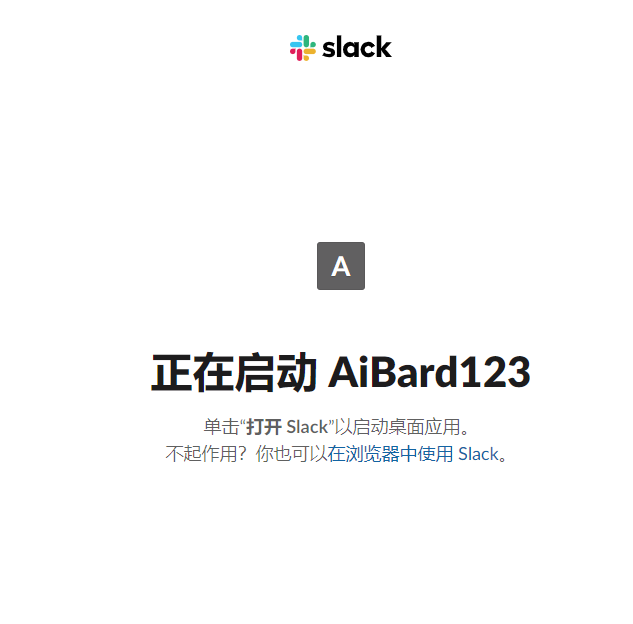 slack
A
正在启动 AiBard123
单击“打开 Slack”以启动桌面应用。
不起作用？你也可以在浏览器中使用 Slack。